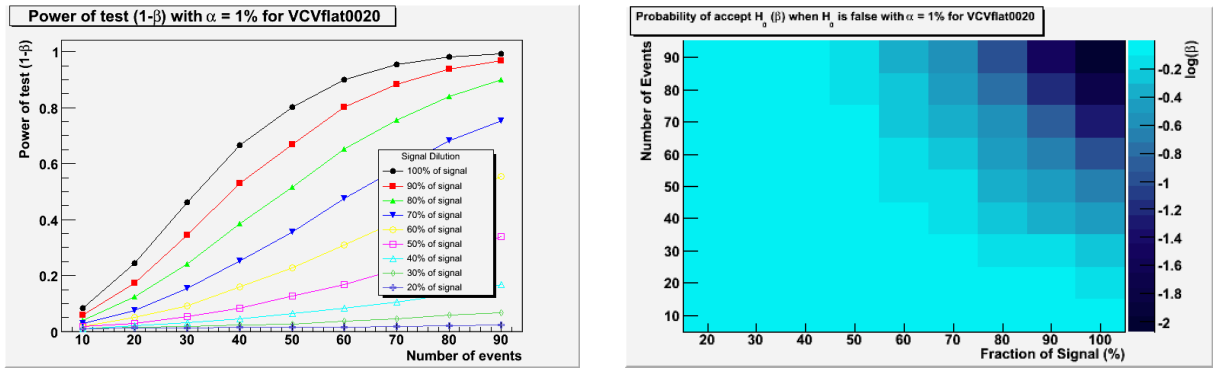 Power of test (1-β) with α = 1% for VCVflat0020
Power of test (1-β)
1
0.8
0.6
0.4
0.2
0
10 20 30 40 50 60 70 80 90
Number of events
Signal Dilution
100% of signal
90% of signal
80% of signal
70% of signal
60% of signal
50% of signal
40% of signal
30% of signal
20% of signal
Probability of accept H0 (β) when H0 is false with α = 1% for VCVflat0020
Number of Events
90
80
70
60
50
40
30
20
10
20 30 40 50 60 70 80 90 100
Fraction of Signal (%)
log(β)
-0.2
-0.4
-0.6
-0.8
-1
-1.2
-1.4
-1.6
-1.8
-2